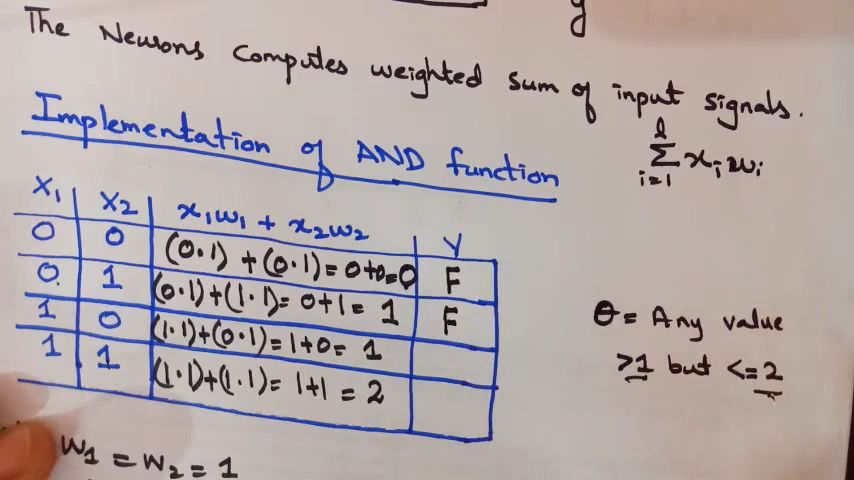 y
The Neurons Computes weighted sum of input signals.
l
Σ xi wi
i=1
Implementation of AND function
X1 X2 x1w1 + x2w2 Y
0 0 (0.1) + (0.1) = 0+0=0 F
0. 1 (0.1)+(1.1)= 0+1= 1 F
1 0 (1.1)+(0.1)= 1+0= 1
1 1 (1.1)+(1.1)= 1+1 = 2
θ = Any value
>1 but <=2
W1 = W2 = 1